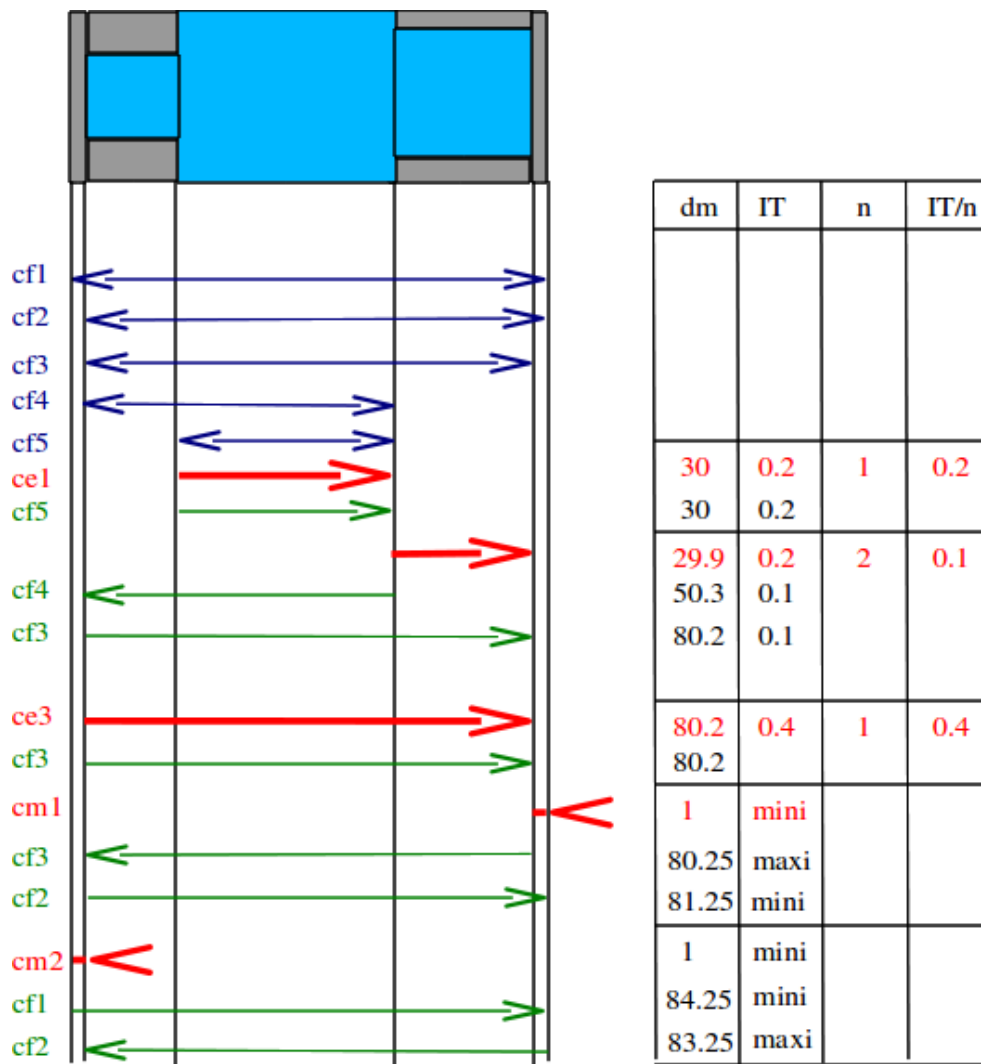 dm IT n IT/n
cf1
cf2
cf3
cf4
cf5
ce1 30 0.2 1 0.2
cf5 30 0.2
29.9 0.2 2 0.1
cf4 50.3 0.1
cf3 80.2 0.1
ce3 80.2 0.4 1 0.4
cf3 80.2
cm1 1 mini
cf3 80.25 maxi
cf2 81.25 mini
cm2 1 mini
cf1 84.25 mini
cf2 83.25 maxi